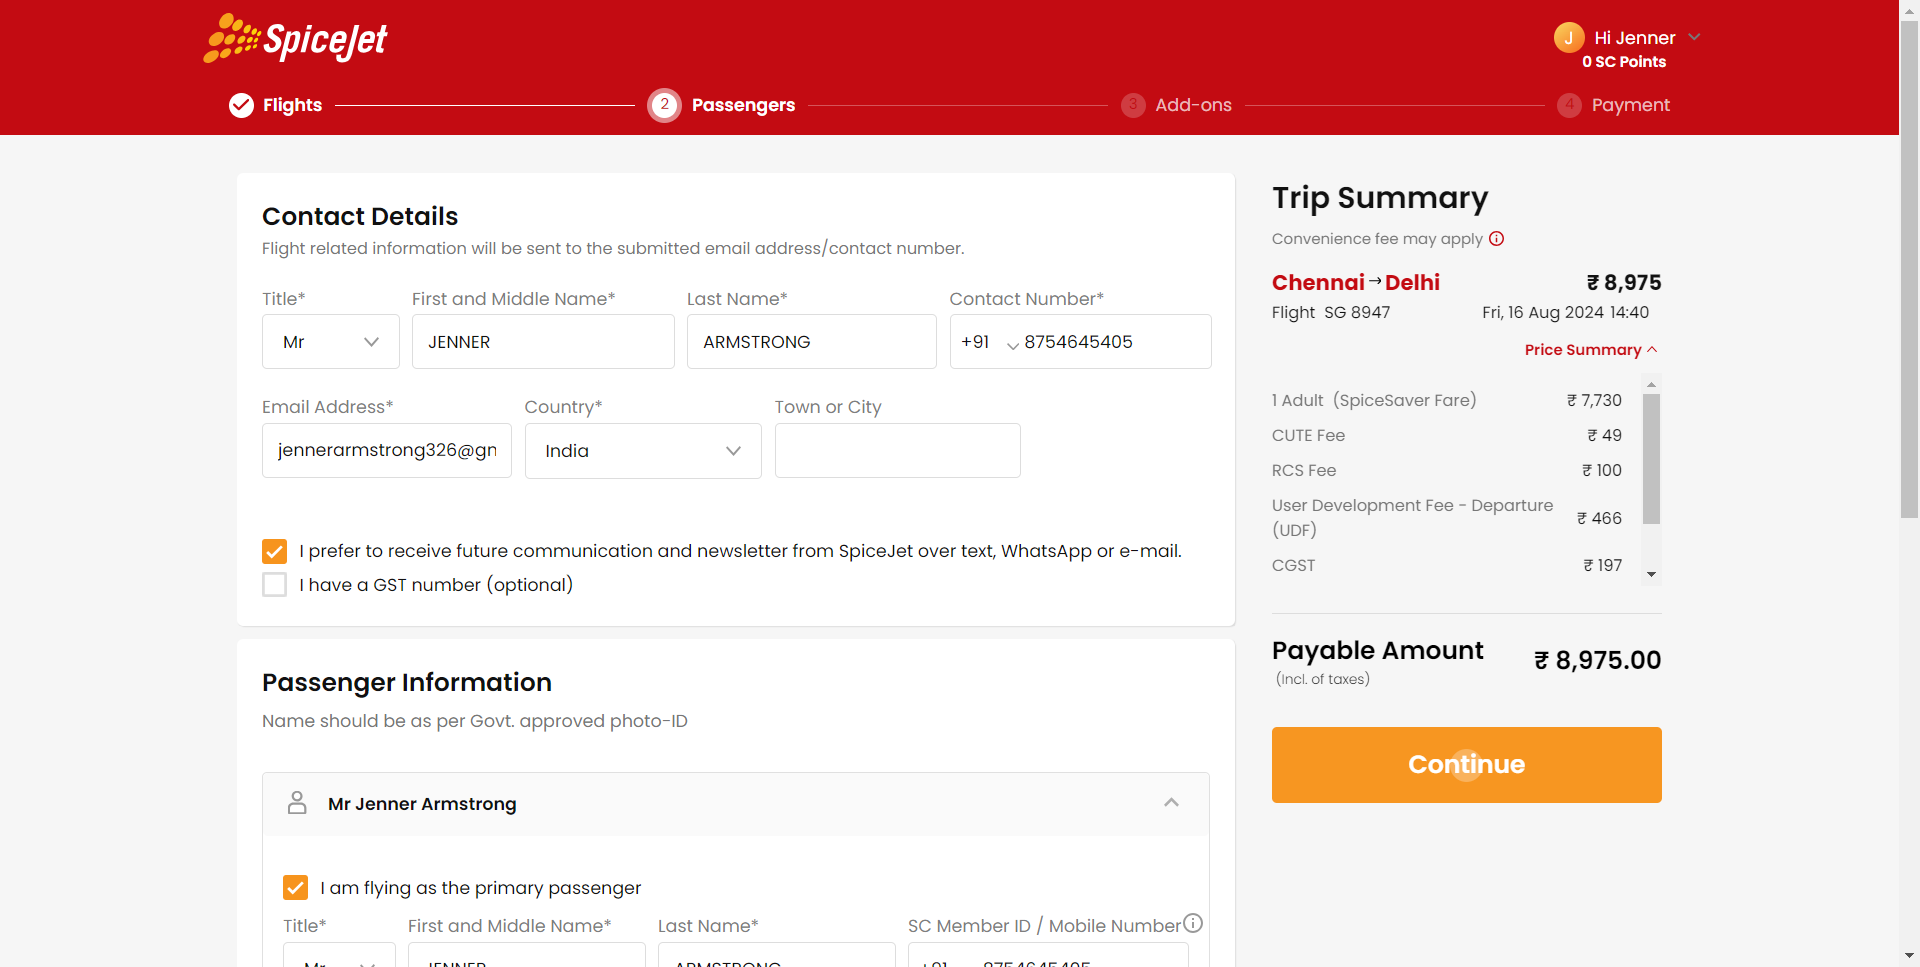 SpiceJet
J Hi Jenner
0 SC Points
Flights 2 Passengers 3 Add-ons 4 Payment
Contact Details
Flight related information will be sent to the submitted email address/contact number.
Title* First and Middle Name* Last Name* Contact Number*
Mr JENNER ARMSTRONG +91 8754645405
Email Address* Country* Town or City
jennerarmstrong326@gn India
I prefer to receive future communication and newsletter from SpiceJet over text, WhatsApp or e-mail.
I have a GST number (optional)
Passenger Information
Name should be as per Govt. approved photo-ID
Mr Jenner Armstrong
I am flying as the primary passenger
Title* First and Middle Name* Last Name* SC Member ID / Mobile Number
Mr JENNER ARMSTRONG +91 8754645405
Trip Summary
Convenience fee may apply
Chennai → Delhi ₹ 8,975
Flight SG 8947 Fri, 16 Aug 2024 14:40
Price Summary
1 Adult (SpiceSaver Fare) ₹ 7,730
CUTE Fee ₹ 49
RCS Fee ₹ 100
User Development Fee - Departure
(UDF) ₹ 466
CGST ₹ 197
Payable Amount ₹ 8,975.00
(Incl. of taxes)
Continue